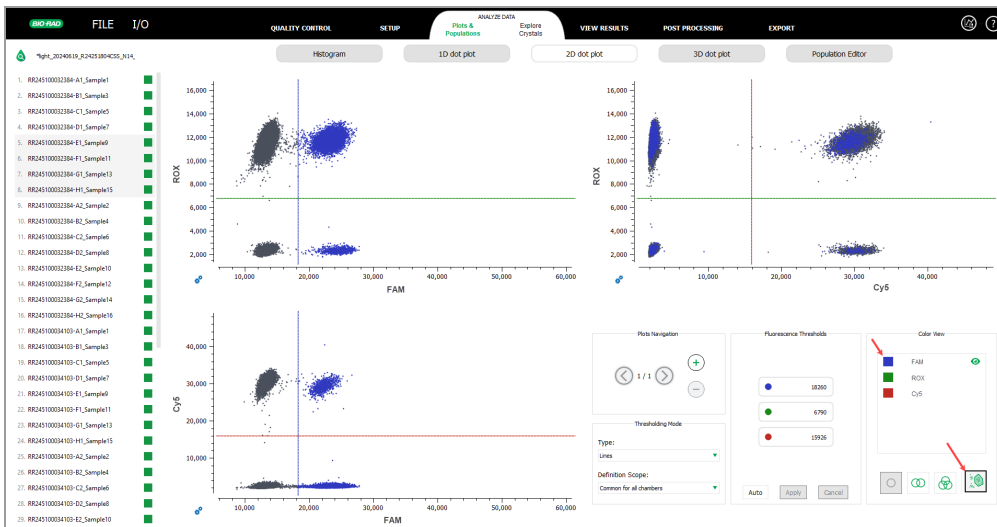 BIO-RAD FILE I/O
QUALITY CONTROL SETUP ANALYZE DATA Plots & Populations Explore Crystals VIEW RESULTS POST PROCESSING EXPORT ?
*light_20240619_R24251804CSS_N14_
Histogram 1D dot plot 2D dot plot 3D dot plot Population Editor
1. RR245100032384-A1_Sample1
2. RR245100032384-B1_Sample3
3. RR245100032384-C1_Sample5
4. RR245100032384-D1_Sample7
5. RR245100032384-E1_Sample9
6. RR245100032384-F1_Sample11
7. RR245100032384-G1_Sample13
8. RR245100032384-H1_Sample15
9. RR245100032384-A2_Sample2
10. RR245100032384-B2_Sample4
11. RR245100032384-C2_Sample6
12. RR245100032384-D2_Sample8
13. RR245100032384-E2_Sample10
14. RR245100032384-F2_Sample12
15. RR245100032384-G2_Sample14
16. RR245100032384-H2_Sample16
17. RR245100034103-A1_Sample1
18. RR245100034103-B1_Sample3
19. RR245100034103-C1_Sample5
20. RR245100034103-D1_Sample7
21. RR245100034103-E1_Sample9
22. RR245100034103-F1_Sample11
23. RR245100034103-G1_Sample13
24. RR245100034103-H1_Sample15
25. RR245100034103-A2_Sample2
26. RR245100034103-B2_Sample4
27. RR245100034103-C2_Sample6
28. RR245100034103-D2_Sample8
29. RR245100034103-E2_Sample10
16,000
14,000
12,000
10,000
8,000
6,000
4,000
2,000
ROX
10,000 20,000 30,000 40,000 50,000 60,000
FAM
16,000
14,000
12,000
10,000
8,000
6,000
4,000
2,000
ROX
10,000 20,000 30,000 40,000
Cy5
40,000
30,000
20,000
10,000
Cy5
10,000 20,000 30,000 40,000 50,000 60,000
FAM
Plots Navigation
1 / 1
Thresholding Mode
Type:
Lines
Definition Scope:
Common for all chambers
Fluorescence Thresholds
18260
6790
15926
Auto Apply Cancel
Color View
FAM
ROX
Cy5